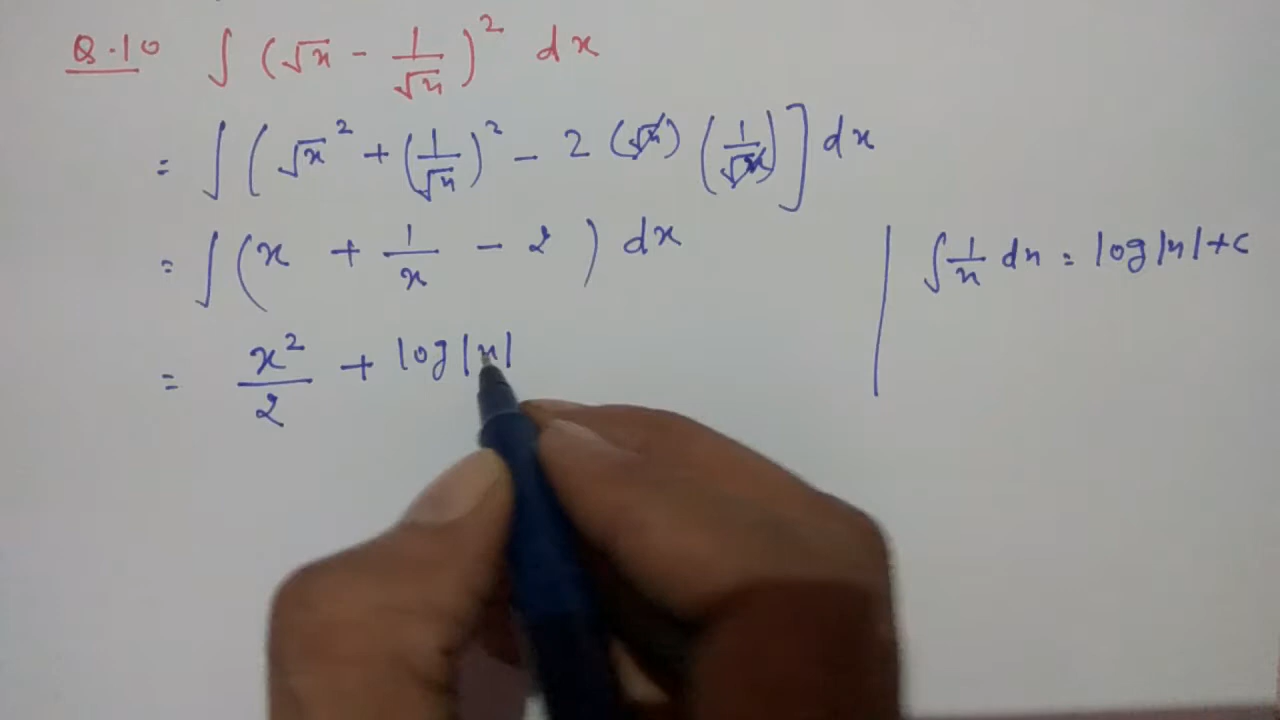 Q.10 ∫ (√x - 1/√x)² dx
= ∫ ( √x² + (1/√x)² - 2 (√x) (1/√x) ] dx
= ∫ ( x + 1/x - 2 ) dx
∫ 1/x dx = log|x|+c
= x²/2 + log|x|